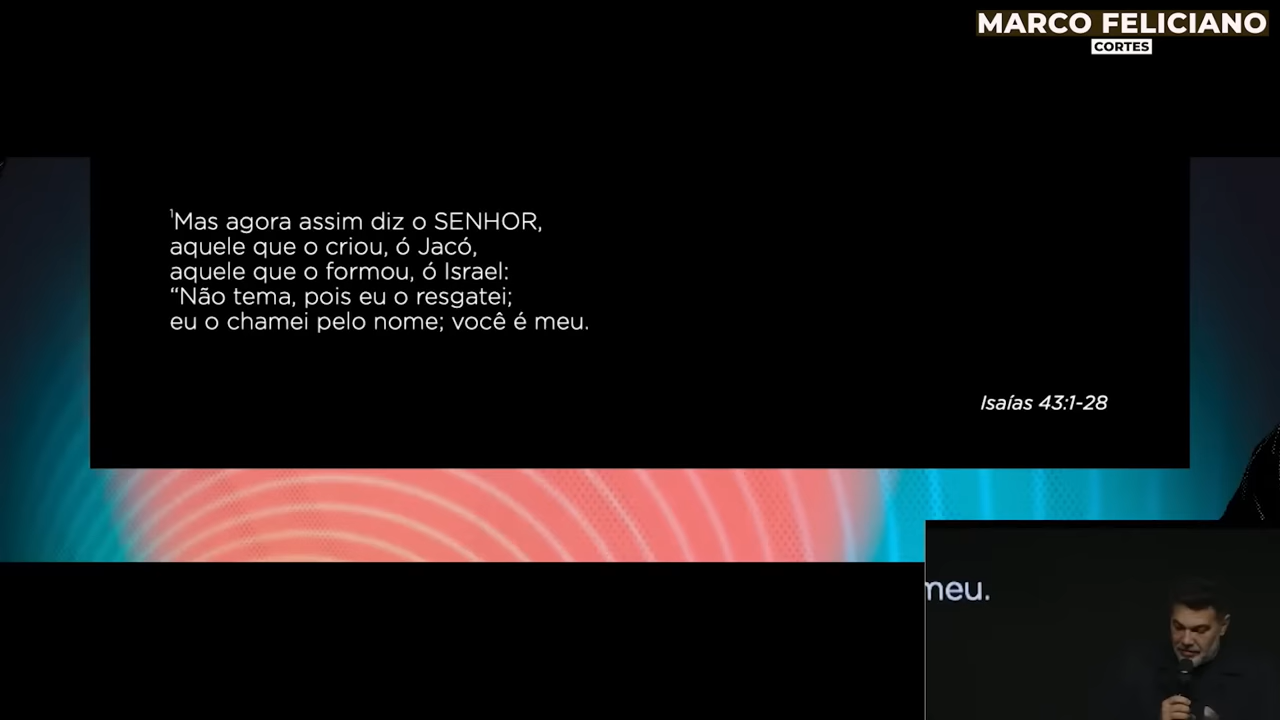 MARCO FELICIANO
CORTES
¹Mas agora assim diz o SENHOR,
aquele que o criou, ó Jacó,
aquele que o formou, ó Israel:
“Não tema, pois eu o resgatei;
eu o chamei pelo nome; você é meu.
Isaías 43:1-28
meu.